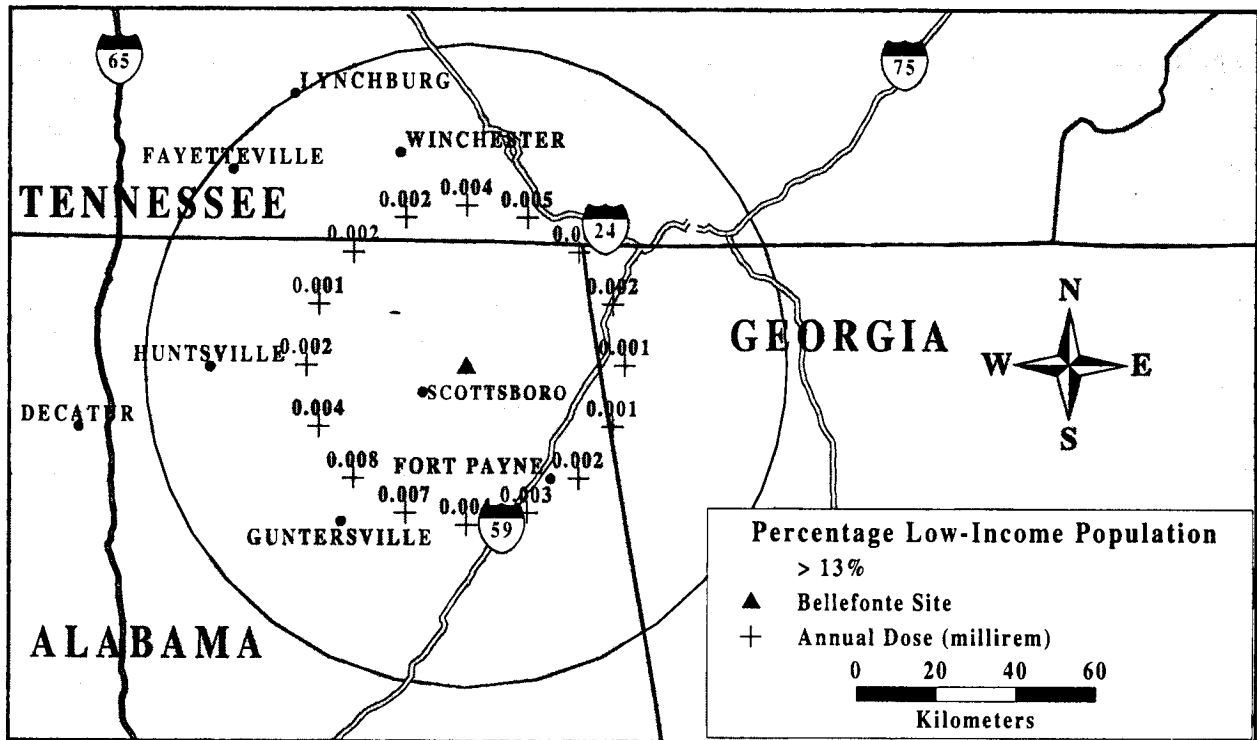 65
75
LYNCHBURG
WINCHESTER
FAYETTEVILLE
TENNESSEE
0.002
0.004
0.005
24
0.002
0.0
0.001
0.002
GEORGIA
N
HUNTSVILLE
0.002
0.001
W
E
SCOTTSBORO
DECATUR
0.004
0.001
S
0.008
FORT PAYNE
0.002
0.007
0.003
GUNTERSVILLE
59
ALABAMA
Percentage Low-Income Population
> 13%
Bellefonte Site
Annual Dose (millirem)
0 20 40 60
Kilometers